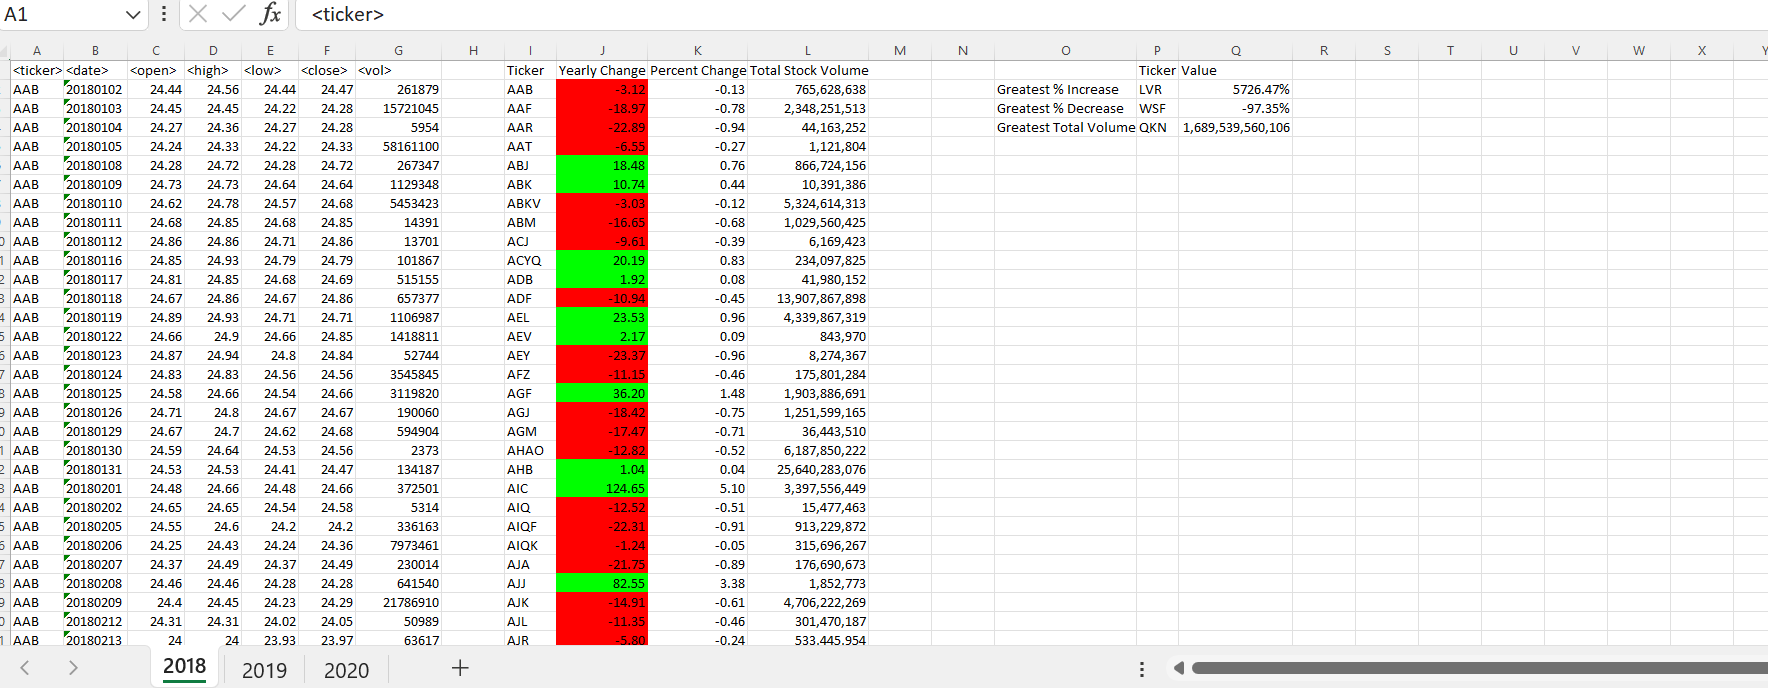 A1 fx <ticker>
A B C D E F G H I J K L M N O P Q R S T U V W X
<ticker> <date> <open> <high> <low> <close> <vol> Ticker Yearly Change Percent Change Total Stock Volume Ticker Value
AAB 20180102 24.44 24.56 24.44 24.47 261879 AAB -3.12 -0.13 765,628,638 Greatest % Increase LVR 5726.47%
AAB 20180103 24.45 24.45 24.22 24.28 15721045 AAF -18.97 -0.78 2,348,251,513 Greatest % Decrease WSF -97.35%
AAB 20180104 24.27 24.36 24.27 24.28 5954 AAR -22.89 -0.94 44,163,252 Greatest Total Volume QKN 1,689,539,560,106
AAB 20180105 24.24 24.33 24.22 24.33 58161100 AAT -6.55 -0.27 1,121,804
AAB 20180108 24.28 24.72 24.28 24.72 267347 ABJ 18.48 0.76 866,724,156
AAB 20180109 24.73 24.73 24.64 24.64 1129348 ABK 10.74 0.44 10,391,386
AAB 20180110 24.62 24.78 24.57 24.68 5453423 ABKV -3.03 -0.12 5,324,614,313
AAB 20180111 24.68 24.85 24.68 24.85 14391 ABM -16.65 -0.68 1,029,560,425
AAB 20180112 24.86 24.86 24.71 24.86 13701 ACJ -9.61 -0.39 6,169,423
AAB 20180116 24.85 24.93 24.79 24.79 101867 ACYQ 20.19 0.83 234,097,825
AAB 20180117 24.81 24.85 24.68 24.69 515155 ADB 1.92 0.08 41,980,152
AAB 20180118 24.67 24.86 24.67 24.86 657377 ADF -10.94 -0.45 13,907,867,898
AAB 20180119 24.89 24.93 24.71 24.71 1106987 AEL 23.53 0.96 4,339,867,319
AAB 20180122 24.66 24.9 24.66 24.85 1418811 AEV 2.17 0.09 843,970
AAB 20180123 24.87 24.94 24.8 24.84 52744 AEY -23.37 -0.96 8,274,367
AAB 20180124 24.83 24.83 24.56 24.56 3545845 AFZ -11.15 -0.46 175,801,284
AAB 20180125 24.58 24.66 24.54 24.66 3119820 AGF 36.20 1.48 1,903,886,691
AAB 20180126 24.71 24.8 24.67 24.67 190060 AGJ -18.42 -0.75 1,251,599,165
AAB 20180129 24.67 24.7 24.62 24.68 594904 AGM -17.47 -0.71 36,443,510
AAB 20180130 24.59 24.64 24.53 24.56 2373 AHAO -12.82 -0.52 6,187,850,222
AAB 20180131 24.53 24.53 24.41 24.47 134187 AHB 1.04 0.04 25,640,283,076
AAB 20180201 24.48 24.66 24.48 24.66 372501 AIC 124.65 5.10 3,397,556,449
AAB 20180202 24.65 24.65 24.54 24.58 5314 AIQ -12.52 -0.51 15,477,463
AAB 20180205 24.55 24.6 24.2 24.2 336163 AIQF -22.31 -0.91 913,229,872
AAB 20180206 24.25 24.43 24.24 24.36 7973461 AIQK -1.24 -0.05 315,696,267
AAB 20180207 24.37 24.49 24.37 24.49 230014 AJA -21.75 -0.89 176,690,673
AAB 20180208 24.46 24.46 24.28 24.28 641540 AJJ 82.55 3.38 1,852,773
AAB 20180209 24.4 24.45 24.23 24.29 21786910 AJK -14.91 -0.61 4,706,222,269
AAB 20180212 24.31 24.31 24.02 24.05 50989 AJL -11.35 -0.46 301,470,187
AAB 20180213 24 24 23.93 23.97 63617 AJR -5.80 -0.24 533,445,954
2018 2019 2020